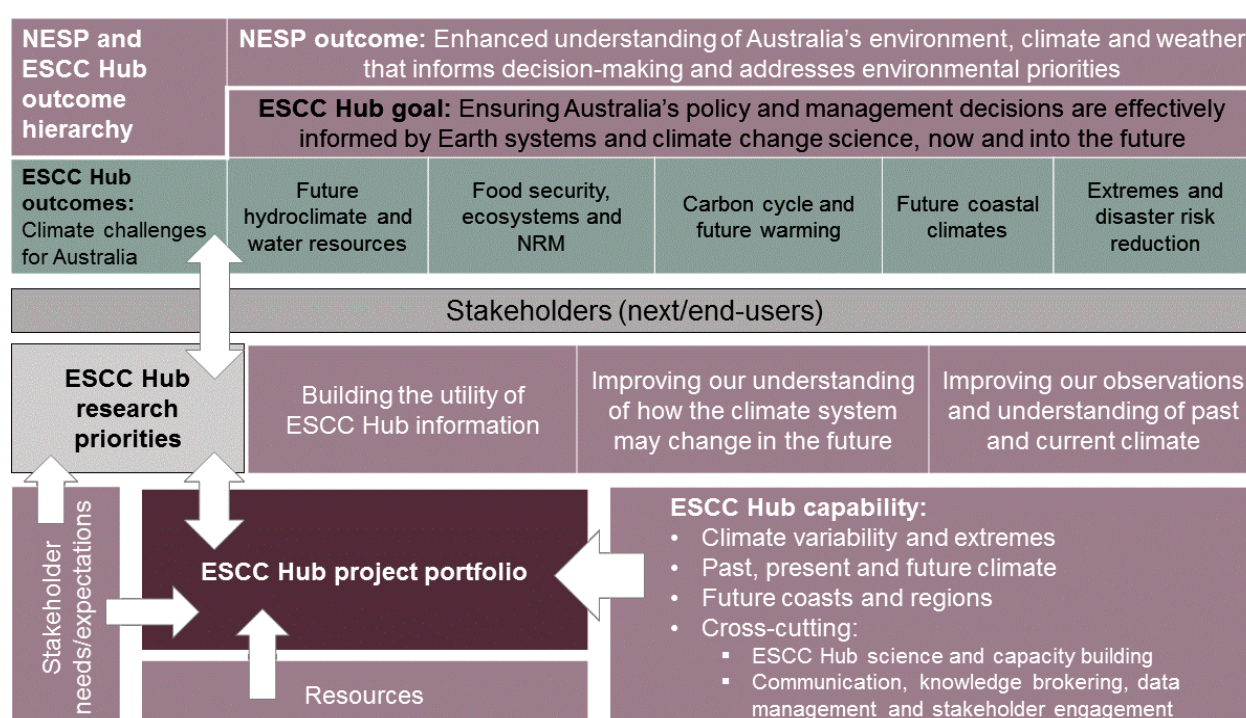 NESP and
ESCC Hub
outcome
hierarchy
NESP outcome: Enhanced understanding of Australia's environment, climate and weather
that informs decision-making and addresses environmental priorities
ESCC Hub goal: Ensuring Australia's policy and management decisions are effectively
informed by Earth systems and climate change science, now and into the future
ESCC Hub
outcomes:
Climate challenges
for Australia
Future
hydroclimate and
water resources
Food security,
ecosystems and
NRM
Carbon cycle and
future warming
Future coastal
climates
Extremes and
disaster risk
reduction
Stakeholders (next/end-users)
ESCC Hub
research
priorities
Building the utility of
ESCC Hub information
Improving our understanding
of how the climate system
may change in the future
Improving our observations
and understanding of past
and current climate
Stakeholder
needs/expectations
ESCC Hub project portfolio
Resources
ESCC Hub capability:
• Climate variability and extremes
• Past, present and future climate
• Future coasts and regions
• Cross-cutting:
▪ ESCC Hub science and capacity building
▪ Communication, knowledge brokering, data
management and stakeholder engagement